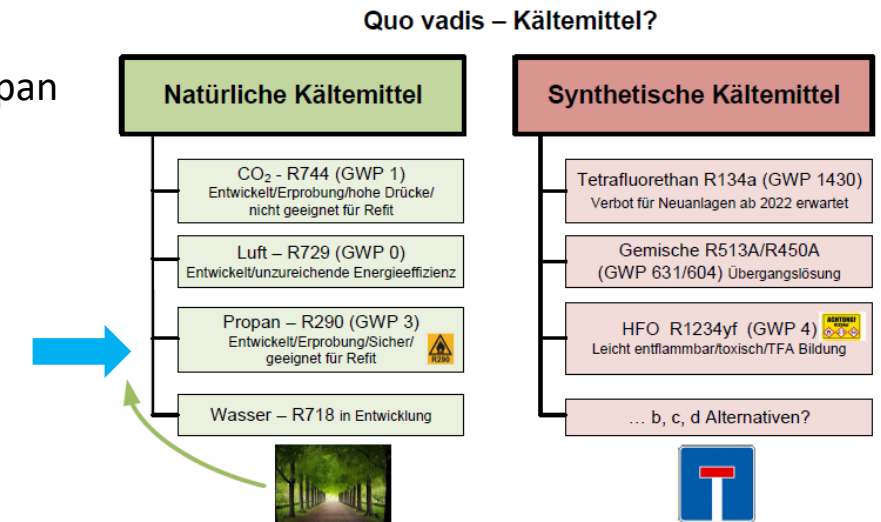 Quo vadis – Kältemittel?
pan
Natürliche Kältemittel
CO₂ - R744 (GWP 1)
Entwickelt/Erprobung/hohe Drücke/
nicht geeignet für Refit
Luft – R729 (GWP 0)
Entwickelt/unzureichende Energieeffizienz
Propan – R290 (GWP 3)
Entwickelt/Erprobung/Sicher/
geeignet für Refit
R290
Wasser – R718 in Entwicklung
Synthetische Kältemittel
Tetrafluorethan R134a (GWP 1430)
Verbot für Neuanlagen ab 2022 erwartet
Gemische R513A/R450A
(GWP 631/604) Übergangslösung
HFO R1234yf (GWP 4)
ACHTUNG!
Leicht entflammbar/toxisch/TFA Bildung
... b, c, d Alternativen?